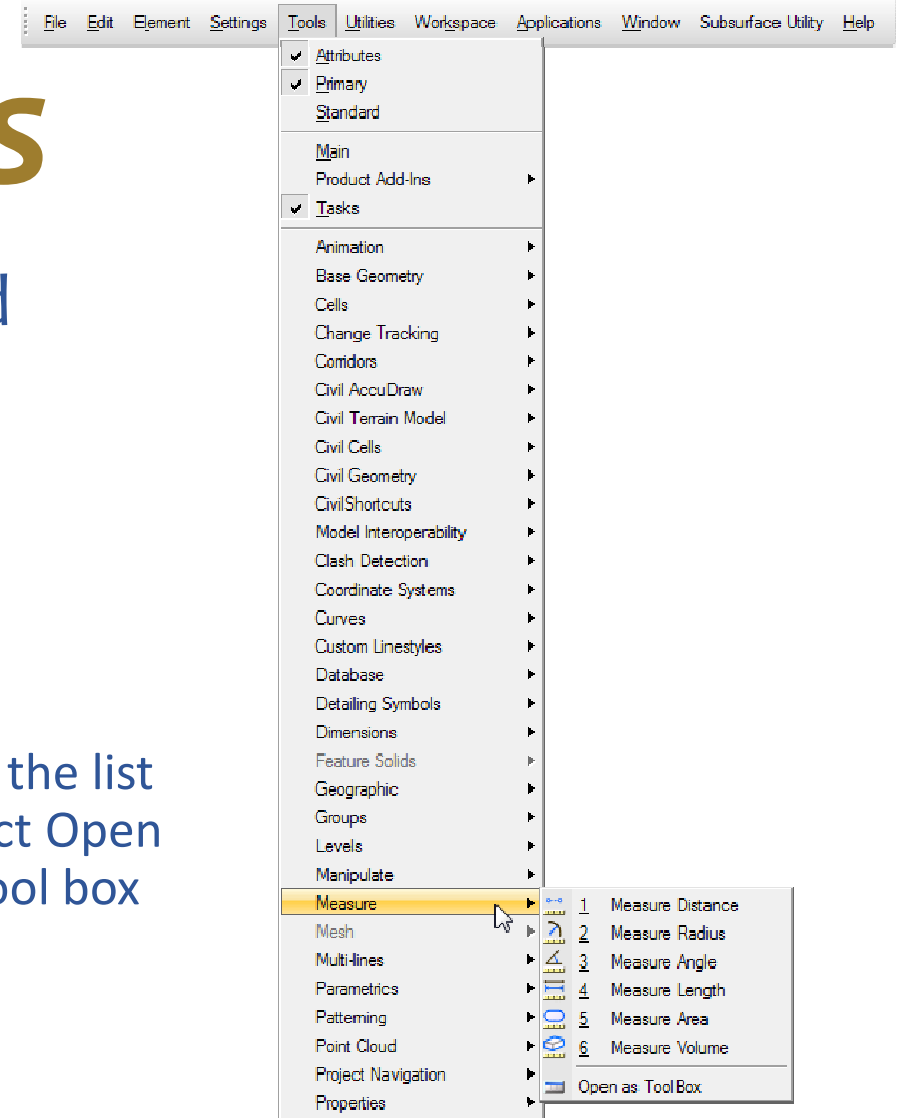 File Edit Element Settings Tools Utilities Workspace Applications Window Subsurface Utility Help
Attributes
Primary
Standard
Main
Product Add-Ins
Tasks
Animation
Base Geometry
Cells
Change Tracking
Corridors
Civil AccuDraw
Civil Terrain Model
Civil Cells
Civil Geometry
CivilShortcuts
Model Interoperability
Clash Detection
Coordinate Systems
Curves
Custom Linestyles
Database
Detailing Symbols
Dimensions
Feature Solids
Geographic
Groups
Levels
Manipulate
Measure
Mesh
Multi-lines
Parametrics
Patterning
Point Cloud
Project Navigation
Properties
1 Measure Distance
2 Measure Radius
3 Measure Angle
4 Measure Length
5 Measure Area
6 Measure Volume
Open as ToolBox
s
the list
ct Open
ool box